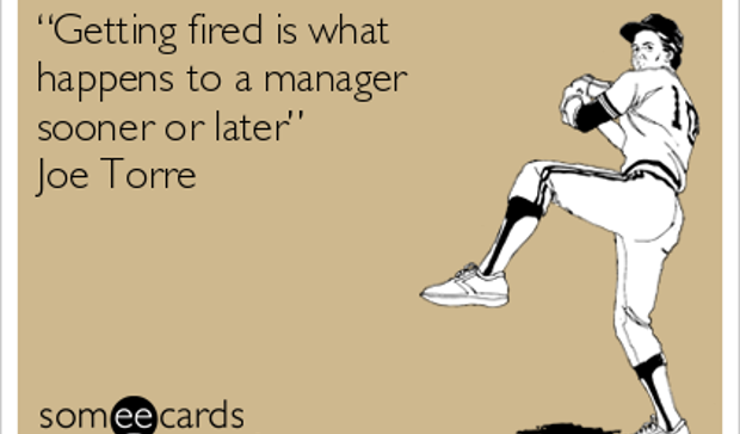 “Getting fired is what
happens to a manager
sooner or later”
Joe Torre
someecards